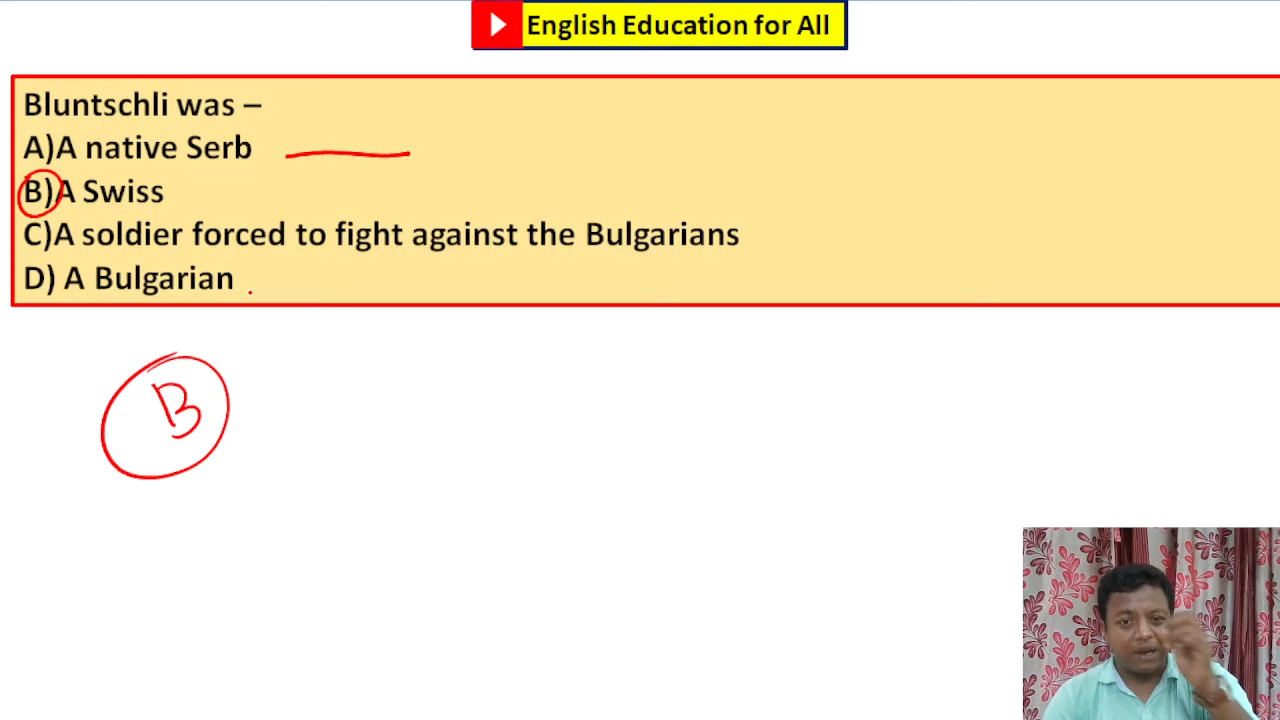 English Education for All
Bluntschli was –
A)A native Serb
B)A Swiss
C)A soldier forced to fight against the Bulgarians
D) A Bulgarian
B